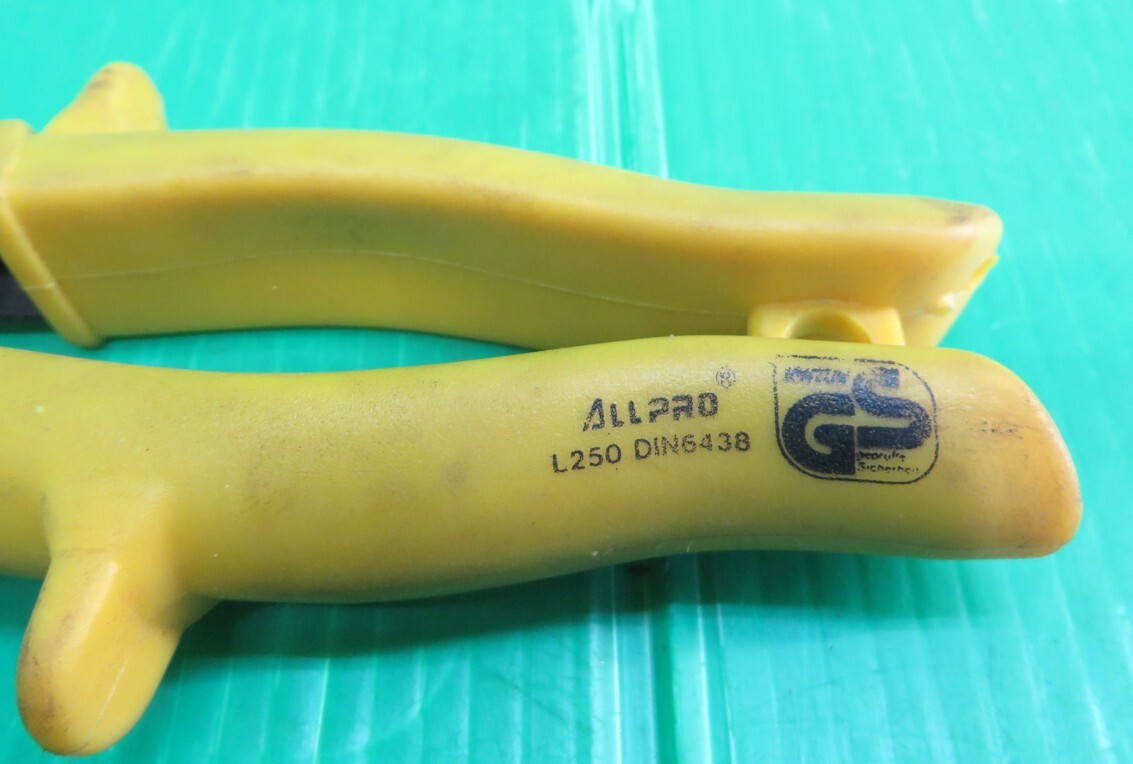 ALLPRO®
L250 DIN6438
GS
geprüfte
Sicherheit